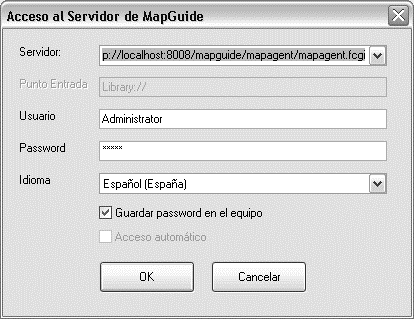 Acceso al Servidor de MapGuide
Servidor: p://localhost:8008/mapguide/mapagent/mapagent.fcgi
Punto Entrada Library://
Usuario Administrator
Password *****
Idioma Español (España)
Guardar password en el equipo
Acceso automático
OK Cancelar